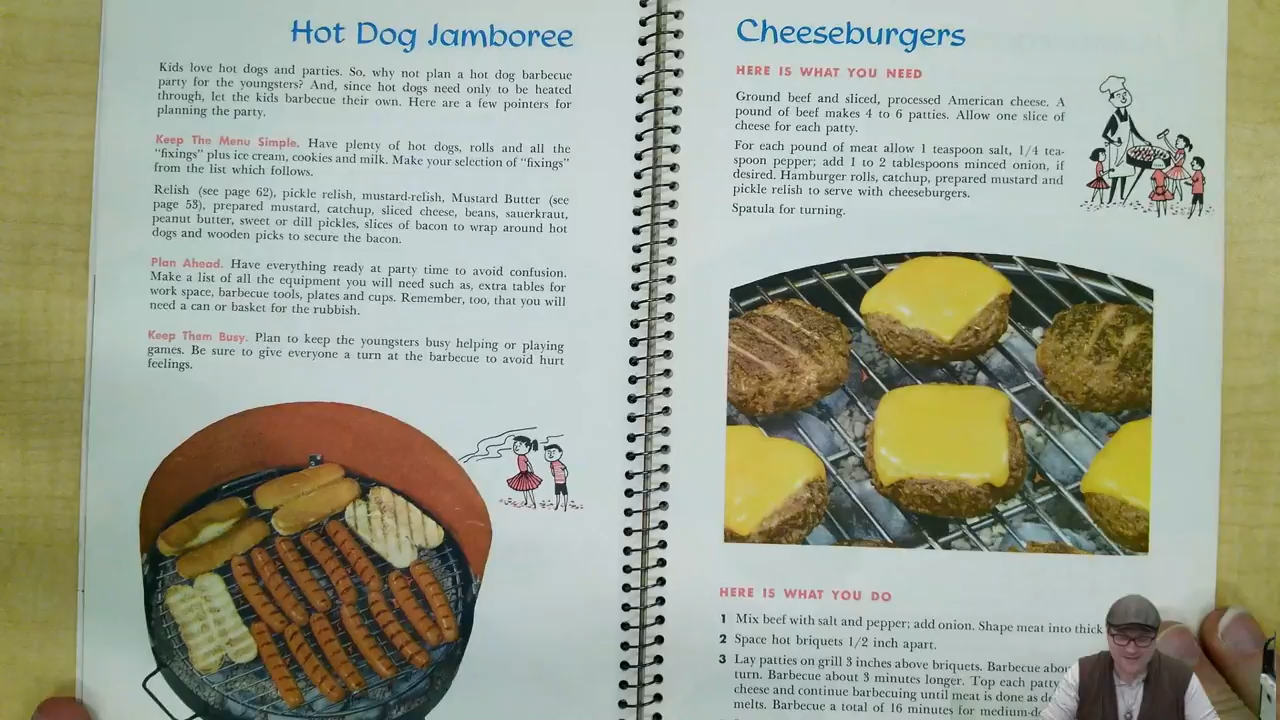 Hot Dog Jamboree
Kids love hot dogs and parties. So, why not plan a hot dog barbecue
party for the youngsters? And, since hot dogs need only to be heated
through, let the kids barbecue their own. Here are a few pointers for
planning the party.
Keep The Menu Simple. Have plenty of hot dogs, rolls and all the
"fixings" plus ice cream, cookies and milk. Make your selection of "fixings"
from the list which follows.
Relish (see page 62), pickle relish, mustard-relish, Mustard Butter (see
page 53), prepared mustard, catchup, sliced cheese, beans, sauerkraut,
peanut butter, sweet or dill pickles, slices of bacon to wrap around hot
dogs and wooden picks to secure the bacon.
Plan Ahead. Have everything ready at party time to avoid confusion.
Make a list of all the equipment you will need such as, extra tables for
work space, barbecue tools, plates and cups. Remember, too, that you will
need a can or basket for the rubbish.
Keep Them Busy. Plan to keep the youngsters busy helping or playing
games. Be sure to give everyone a turn at the barbecue to avoid hurt
feelings.
Cheeseburgers
HERE IS WHAT YOU NEED
Ground beef and sliced, processed American cheese. A
pound of beef makes 4 to 6 patties. Allow one slice of
cheese for each patty.
For each pound of meat allow 1 teaspoon salt, 1/4 tea-
spoon pepper; add 1 to 2 tablespoons minced onion, if
desired. Hamburger rolls, catchup, prepared mustard and
pickle relish to serve with cheeseburgers.
Spatula for turning.
HERE IS WHAT YOU DO
1 Mix beef with salt and pepper; add onion. Shape meat into thick
2 Space hot briquets 1/2 inch apart.
3 Lay patties on grill 3 inches above briquets. Barbecue
turn. Barbecue about 3 minutes longer. Top each patty
cheese and continue barbecuing until meat is done as
melts. Barbecue a total of 16 minutes for